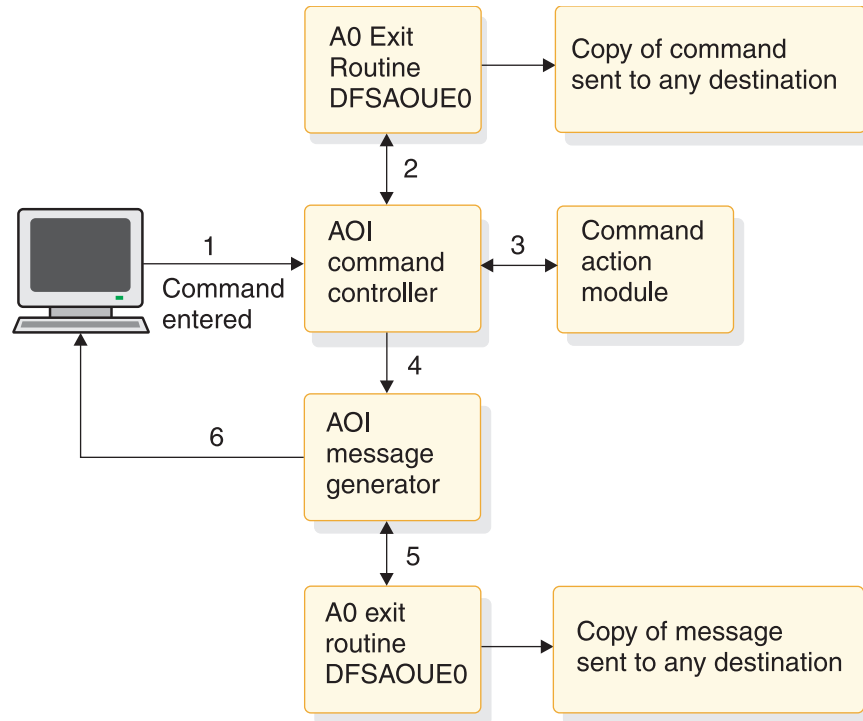 A0 Exit
Routine
DFSAOUE0
Copy of command
sent to any destination
2
1
Command
entered
AOI
command
controller
3
Command
action
module
4
6
AOI
message
generator
5
A0 exit
routine
DFSAOUE0
Copy of message
sent to any destination